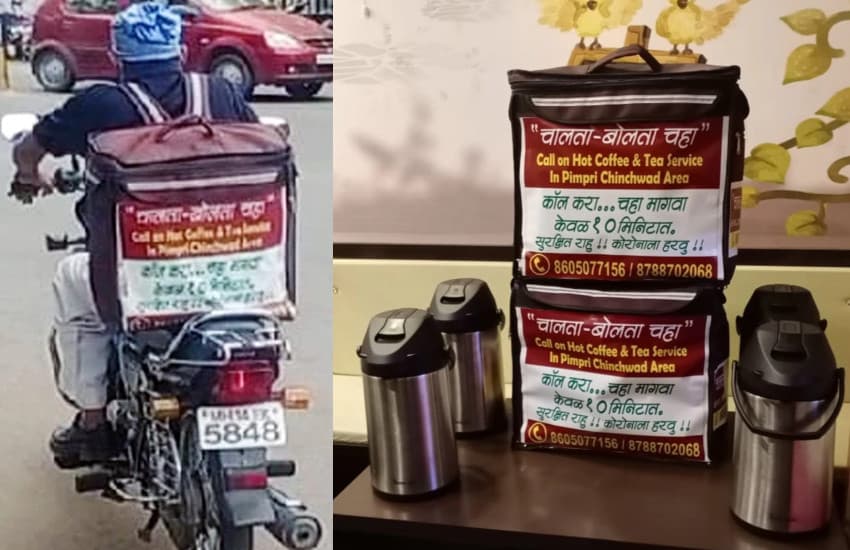 "चालता-बोलता चहा"
Call on Hot Coffee & Tea Service
In Pimpri Chinchwad Area
कॉल करा...चहा मागवा
केवळ १० मिनिटात.
MH14
5848
"चालता-बोलता चहा"
Call on Hot Coffee & Tea Service
In Pimpri Chinchwad Area
कॉल करा...चहा मागवा
केवळ १० मिनिटात.
सुरक्षित राहु !! कोरोनाला हरवु !!
8605077156 / 8788702068
"चालता-बोलता चहा"
Call on Hot Coffee & Tea Service
In Pimpri Chinchwad Area
कॉल करा...चहा मागवा
केवळ १० मिनिटात.
सुरक्षित राहु !! कोरोनाला हरवु !!
8605077156 / 8788702068